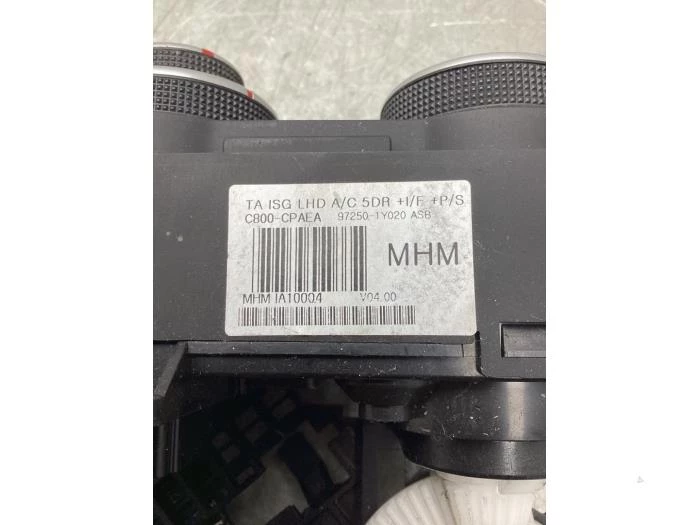 TA ISG LHD A/C 5DR +I/F +P/S
C800-CPAEA 97250-1Y020 ASB
MHM
MHM IA10004 V04.00